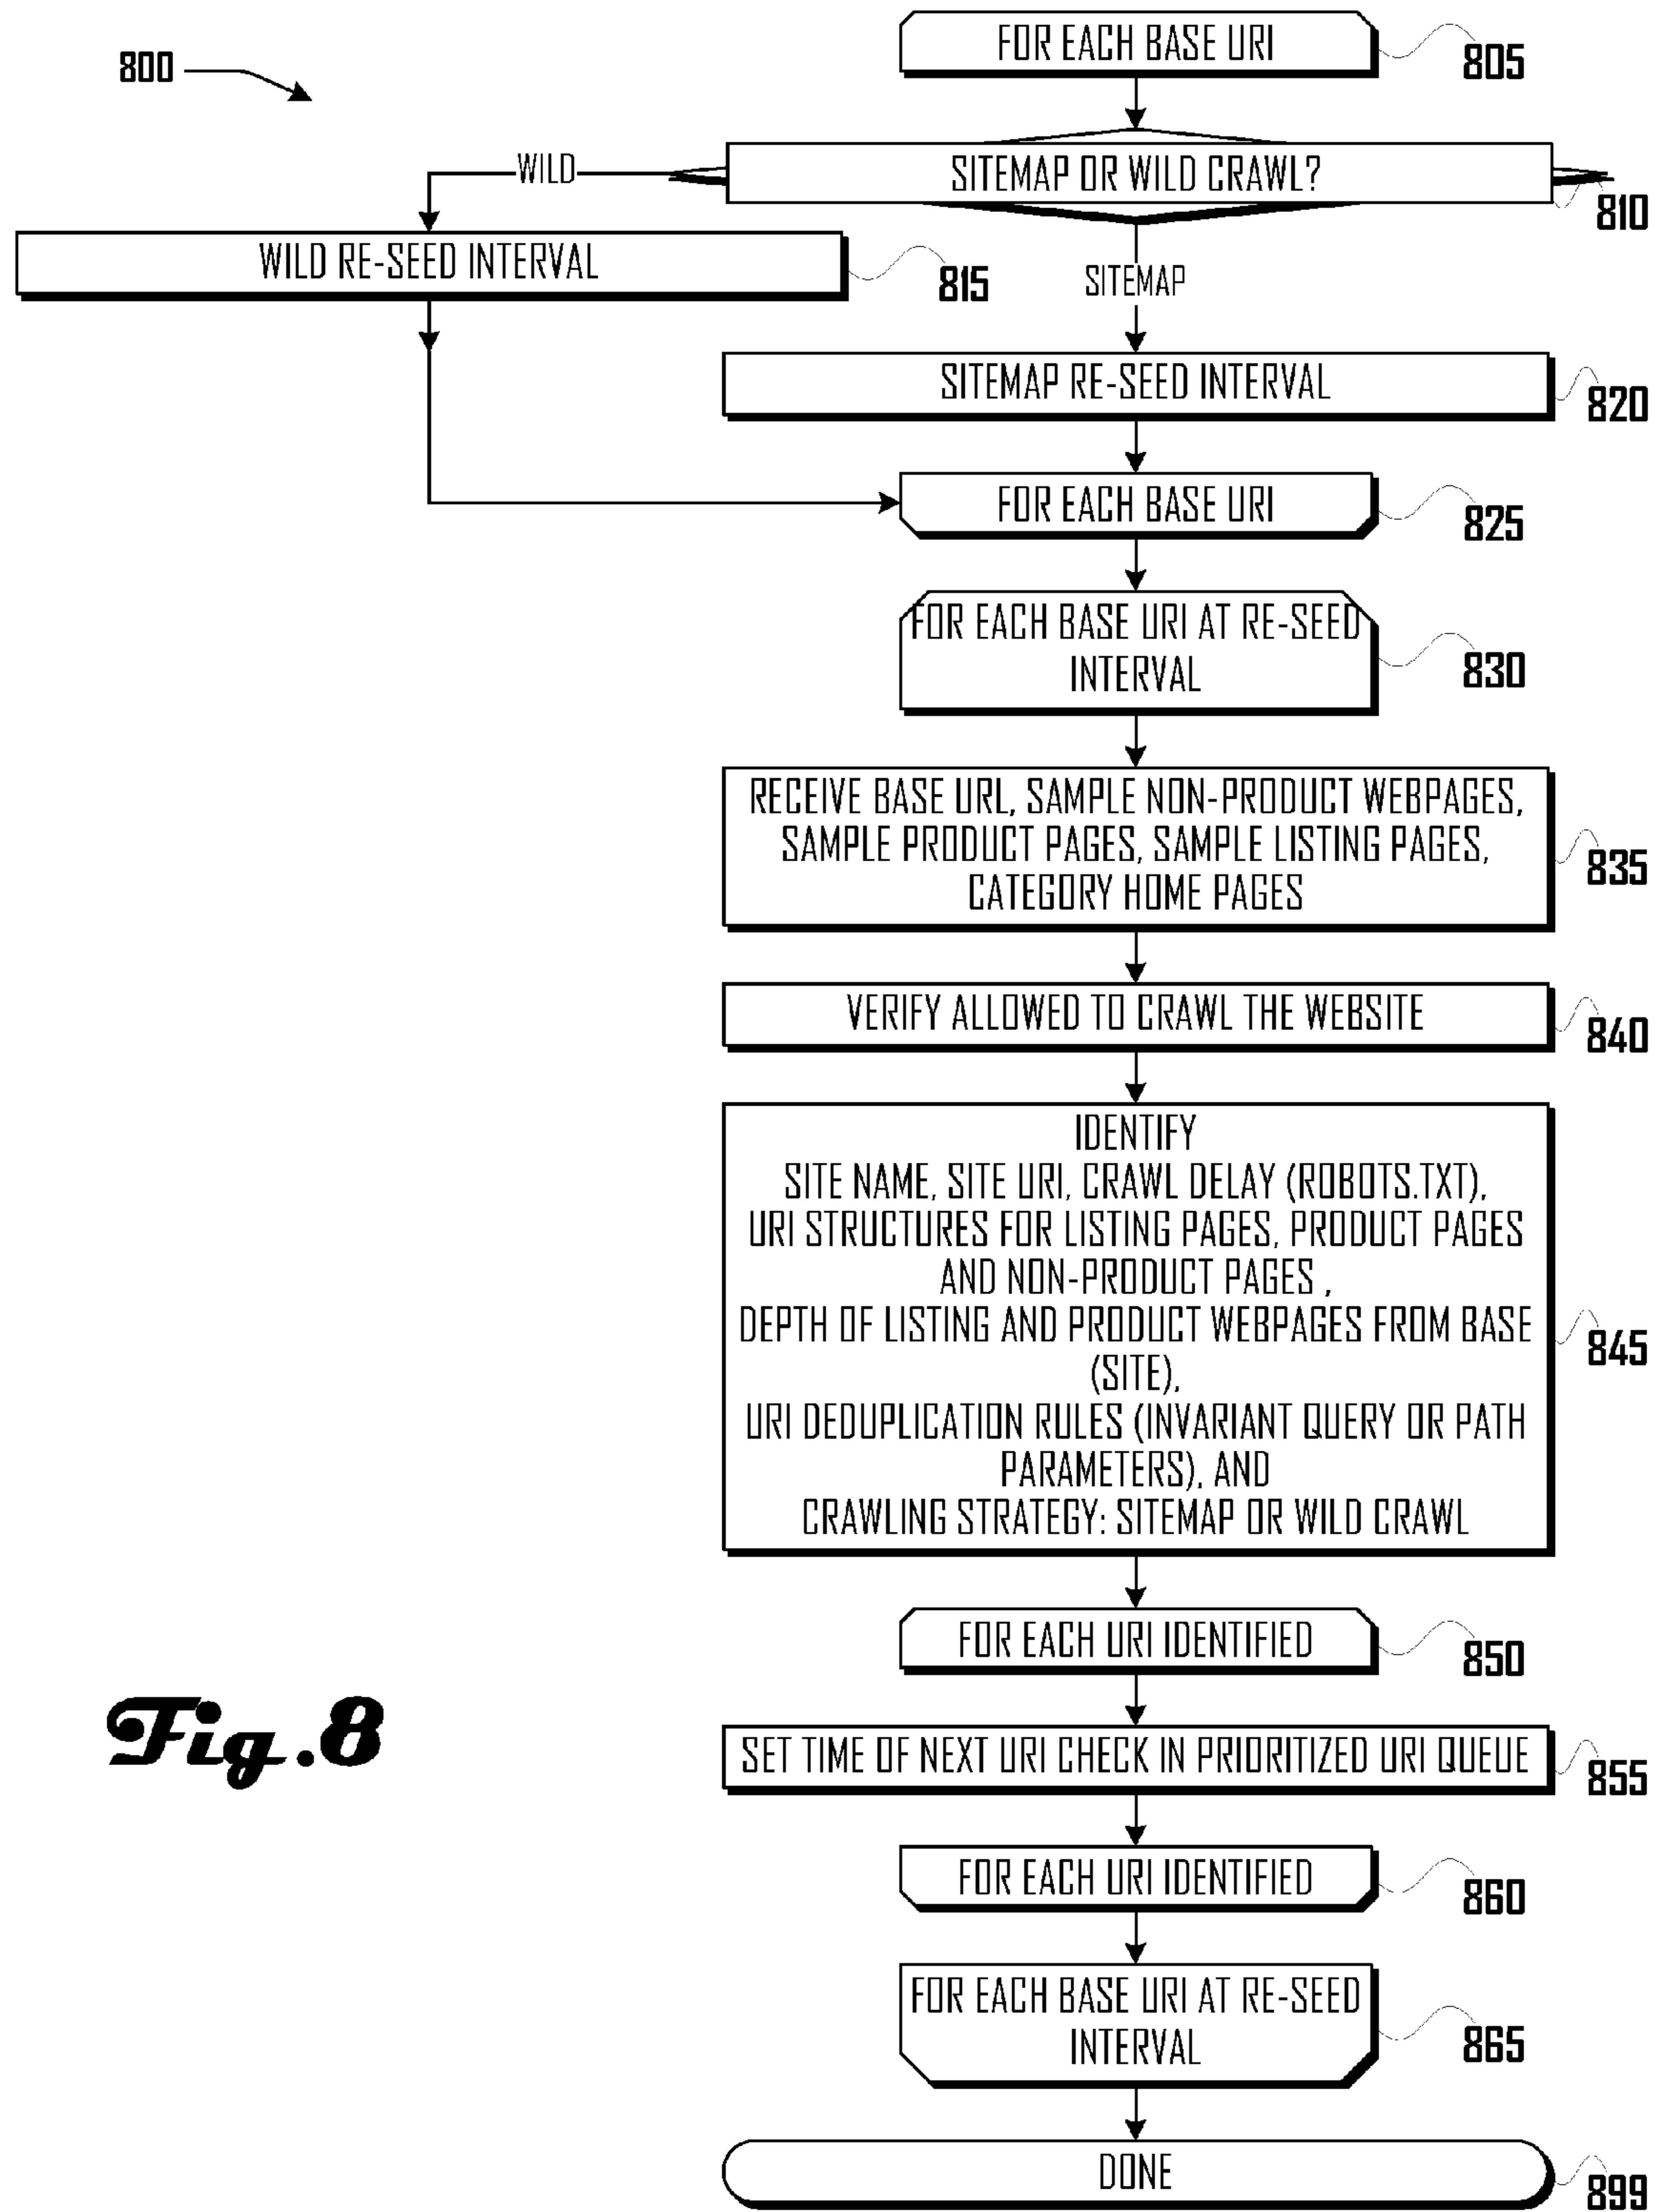 800
FOR EACH BASE URI
805
SITEMAP OR WILD CRAWL?
810
WILD
WILD RE-SEED INTERVAL
815
SITEMAP
SITEMAP RE-SEED INTERVAL
820
FOR EACH BASE URI
825
FOR EACH BASE URI AT RE-SEED
INTERVAL
830
RECEIVE BASE URL, SAMPLE NON-PRODUCT WEBPAGES,
SAMPLE PRODUCT PAGES, SAMPLE LISTING PAGES,
CATEGORY HOME PAGES
835
VERIFY ALLOWED TO CRAWL THE WEBSITE
840
IDENTIFY
SITE NAME, SITE URI, CRAWL DELAY (ROBOTS.TXT),
URI STRUCTURES FOR LISTING PAGES, PRODUCT PAGES
AND NON-PRODUCT PAGES ,
DEPTH OF LISTING AND PRODUCT WEBPAGES FROM BASE
(SITE),
URI DEDUPLICATION RULES (INVARIANT QUERY OR PATH
PARAMETERS), AND
CRAWLING STRATEGY: SITEMAP OR WILD CRAWL
845
FOR EACH URI IDENTIFIED
850
SET TIME OF NEXT URI CHECK IN PRIORITIZED URI QUEUE
855
FOR EACH URI IDENTIFIED
860
FOR EACH BASE URI AT RE-SEED
INTERVAL
865
DONE
899
Fig.8